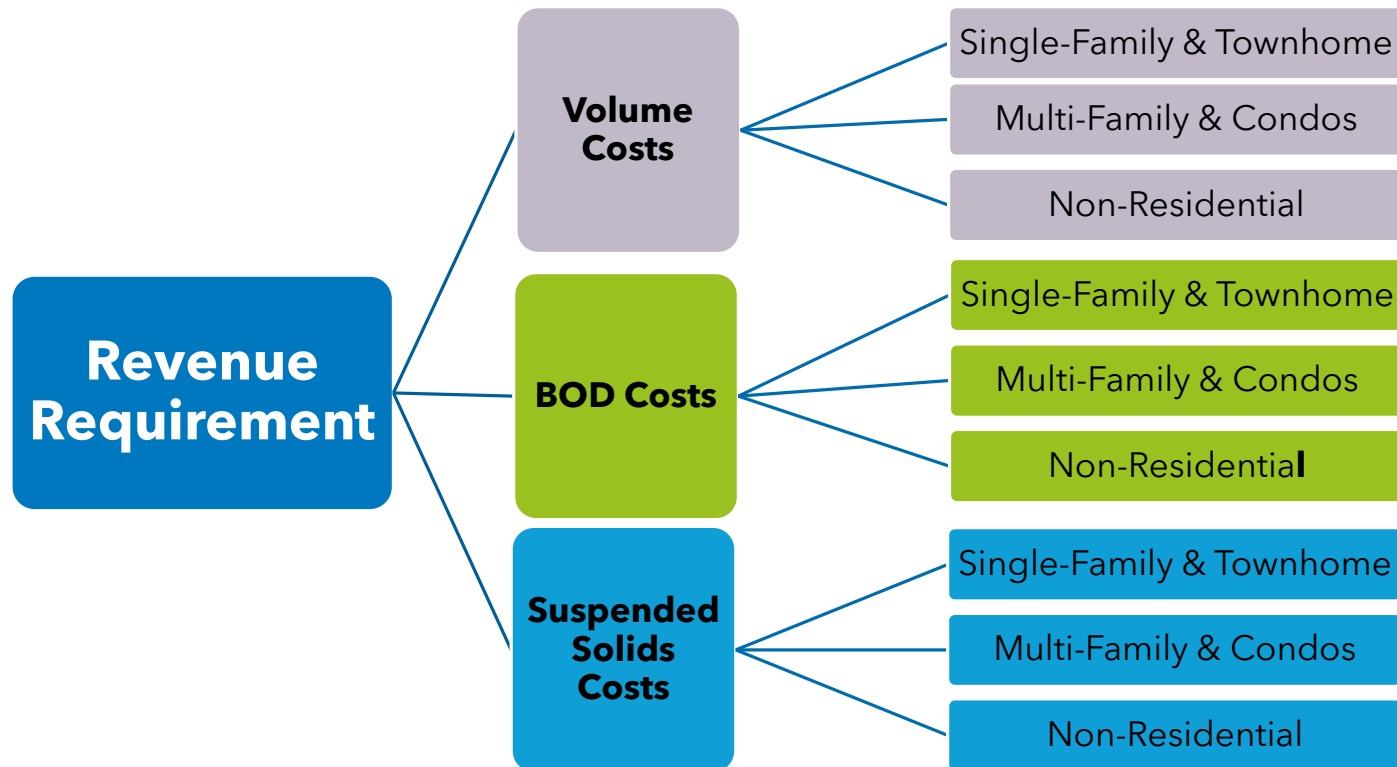 Revenue
Requirement
Volume
Costs
Single-Family & Townhome
Multi-Family & Condos
Non-Residential
BOD Costs
Single-Family & Townhome
Multi-Family & Condos
Non-Residential
Suspended
Solids
Costs
Single-Family & Townhome
Multi-Family & Condos
Non-Residential